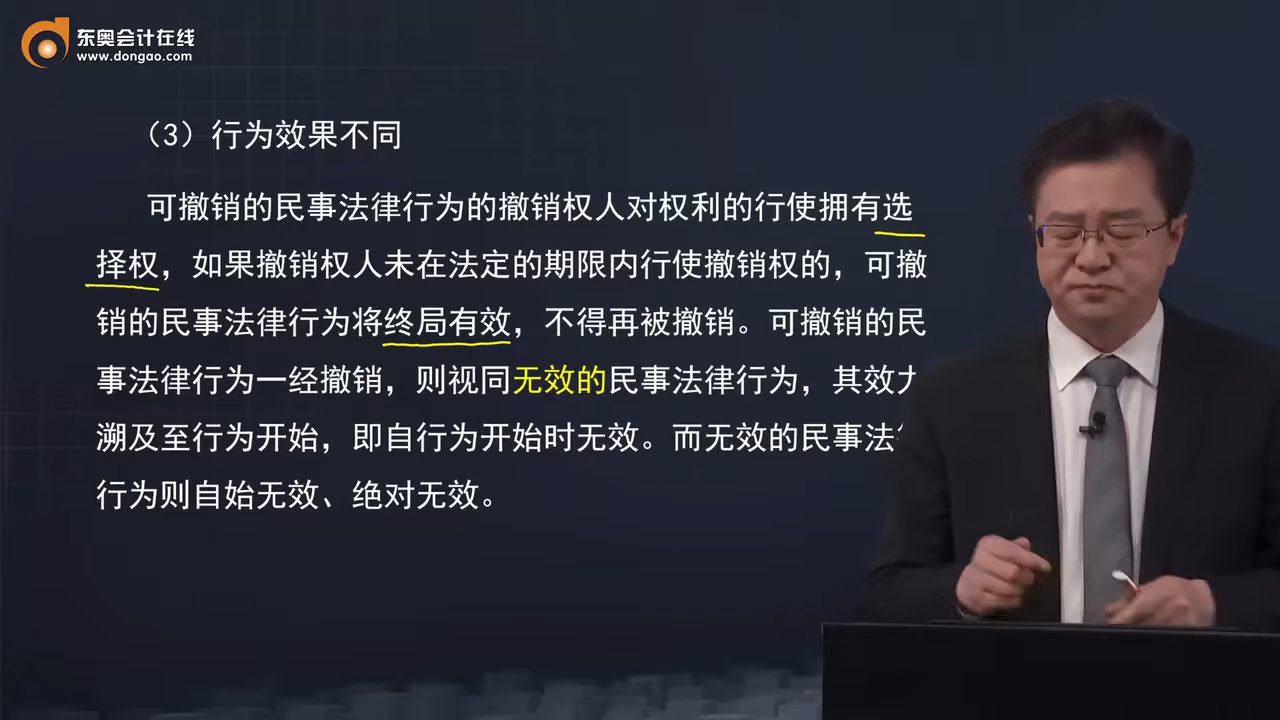 东奥会计在线
www.dongao.com
（3）行为效果不同
可撤销的民事法律行为的撤销权人对权利的行使拥有选
择权，如果撤销权人未在法定的期限内行使撤销权的，可撤
销的民事法律行为将终局有效，不得再被撤销。可撤销的民
事法律行为一经撤销，则视同无效的民事法律行为，其效力
溯及至行为开始，即自行为开始时无效。而无效的民事法
行为则自始无效、绝对无效。